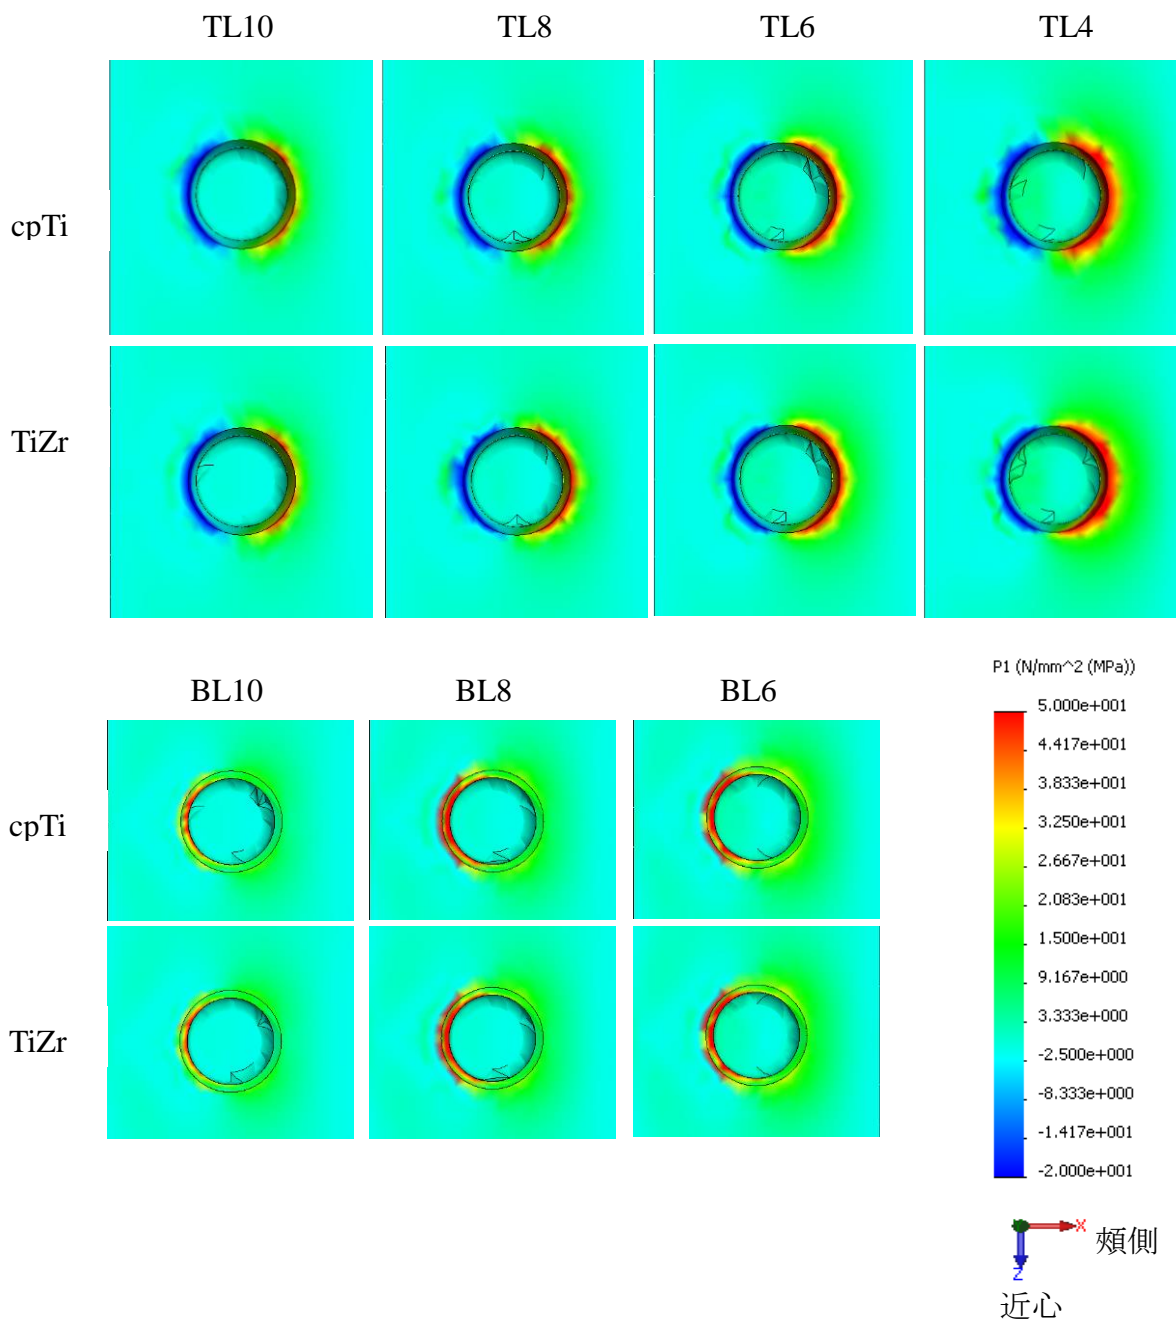 TL10 TL8 TL6 TL4
cpTi
TiZr
BL10 BL8 BL6
cpTi
TiZr
P1 (N/mm^2 (MPa))
5.000e+001
4.417e+001
3.833e+001
3.250e+001
2.667e+001
2.083e+001
1.500e+001
9.167e+000
3.333e+000
-2.500e+000
-8.333e+000
-1.417e+001
-2.000e+001
X 頰側
Z
近心